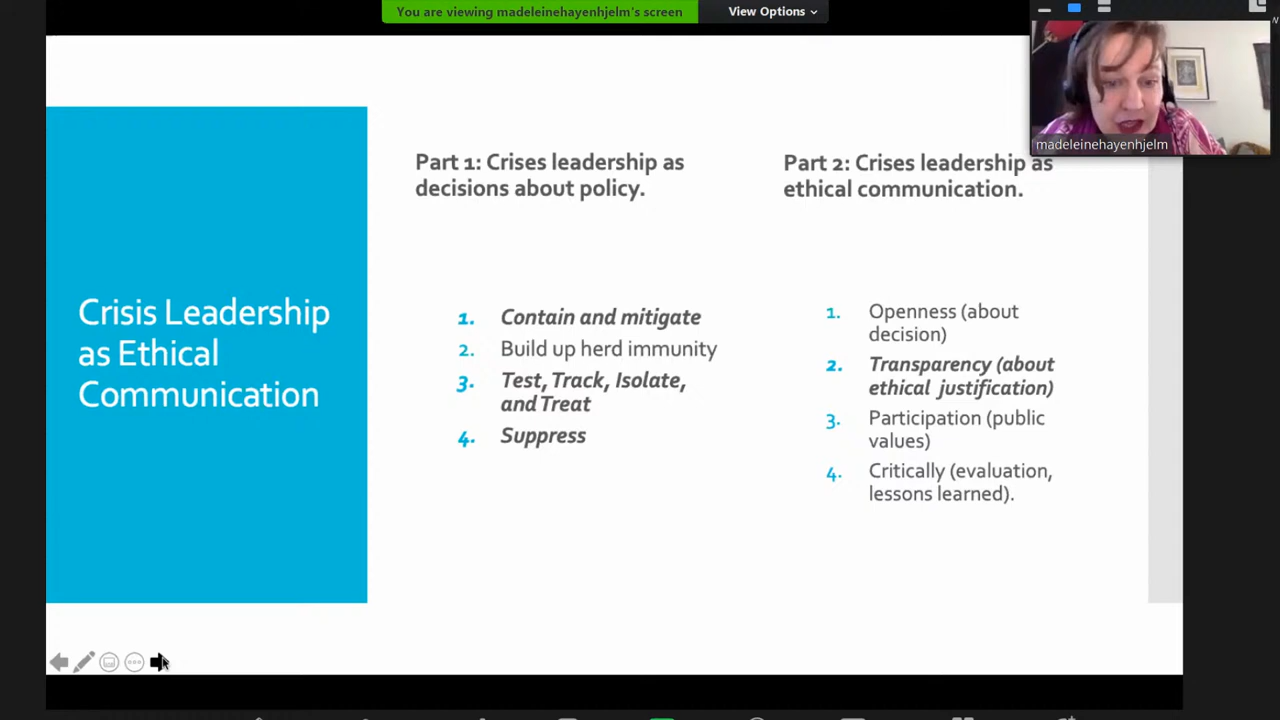 You are viewing madeleinehayenhjelm's screen
View Options
madeleinehayenhjelm
Crisis Leadership
as Ethical
Communication
Part 1: Crises leadership as
decisions about policy.
1. Contain and mitigate
2. Build up herd immunity
3. Test, Track, Isolate,
and Treat
4. Suppress
Part 2: Crises leadership as
ethical communication.
1. Openness (about
decision)
2. Transparency (about
ethical justification)
3. Participation (public
values)
4. Critically (evaluation,
lessons learned).